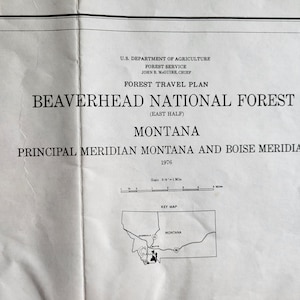 U.S. DEPARTMENT OF AGRICULTURE
FOREST SERVICE
JOHN R. McGUIRE, CHIEF
FOREST TRAVEL PLAN
BEAVERHEAD NATIONAL FOREST
(EAST HALF)
MONTANA
PRINCIPAL MERIDIAN MONTANA AND BOISE MERIDIA
1976
KEY MAP
MONTANA